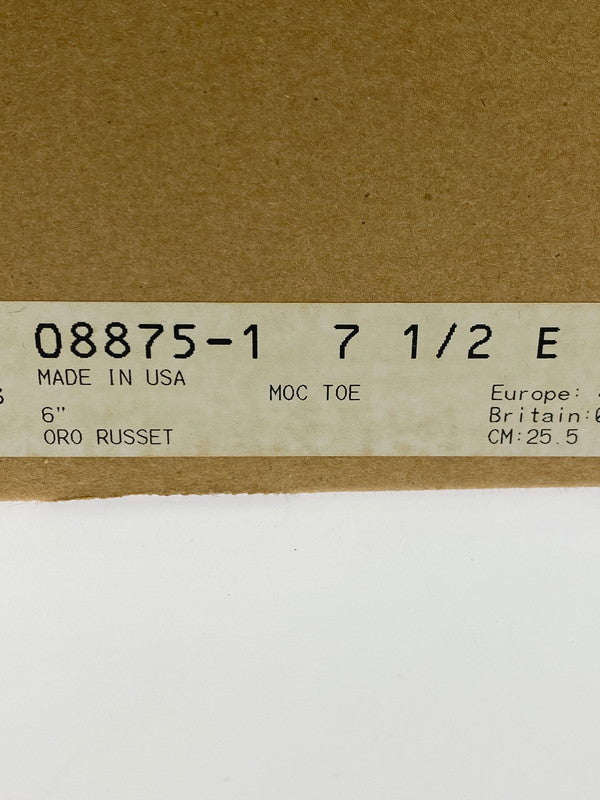 08875-1 7 1/2 E
MADE IN USA
MOC TOE
6"
ORO RUSSET
Europe:
Britain:
CM:25.5